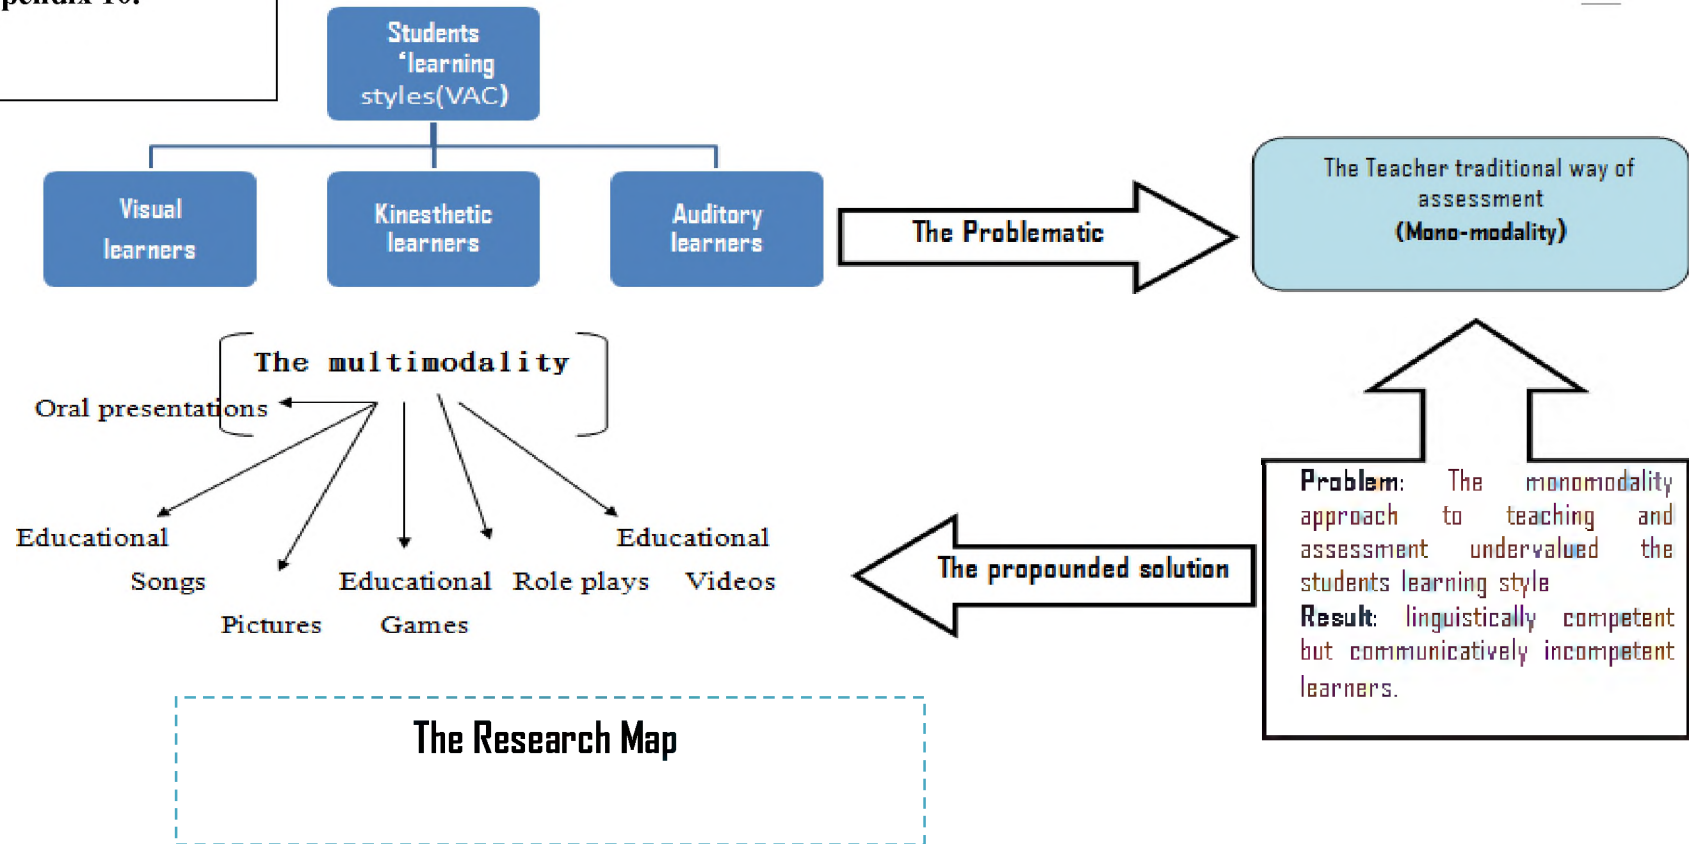 Students
‘learning
styles(VAC)
Visual
learners
Kinesthetic
learners
Auditory
learners
The Problematic
The Teacher traditional way of
assessment
(Mono-modality)
The multimodality
Oral presentations
Educational
Songs
Pictures
Educational
Games
Role plays
Educational
Videos
The propounded solution
Problem: The monomodality
approach to teaching and
assessment undervalued the
students learning style
Result: linguistically competent
but communicatively incompetent
learners.
The Research Map